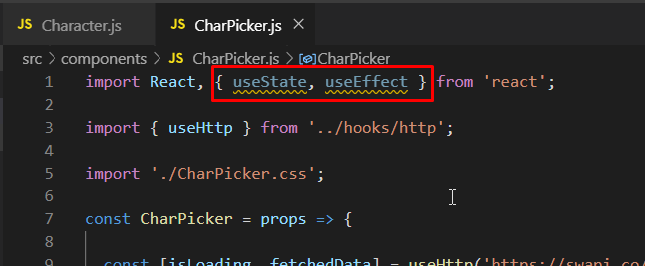 JS Character.js JS CharPicker.js ×
src > components > JS CharPicker.js > CharPicker
1 import React, { useState, useEffect } from 'react';
2
3 import { useHttp } from '../hooks/http';
4
5 import './CharPicker.css';
6
7 const CharPicker = props => {
8
9 const [isLoading, fetchedData] = useHttp('https://swapi.co/